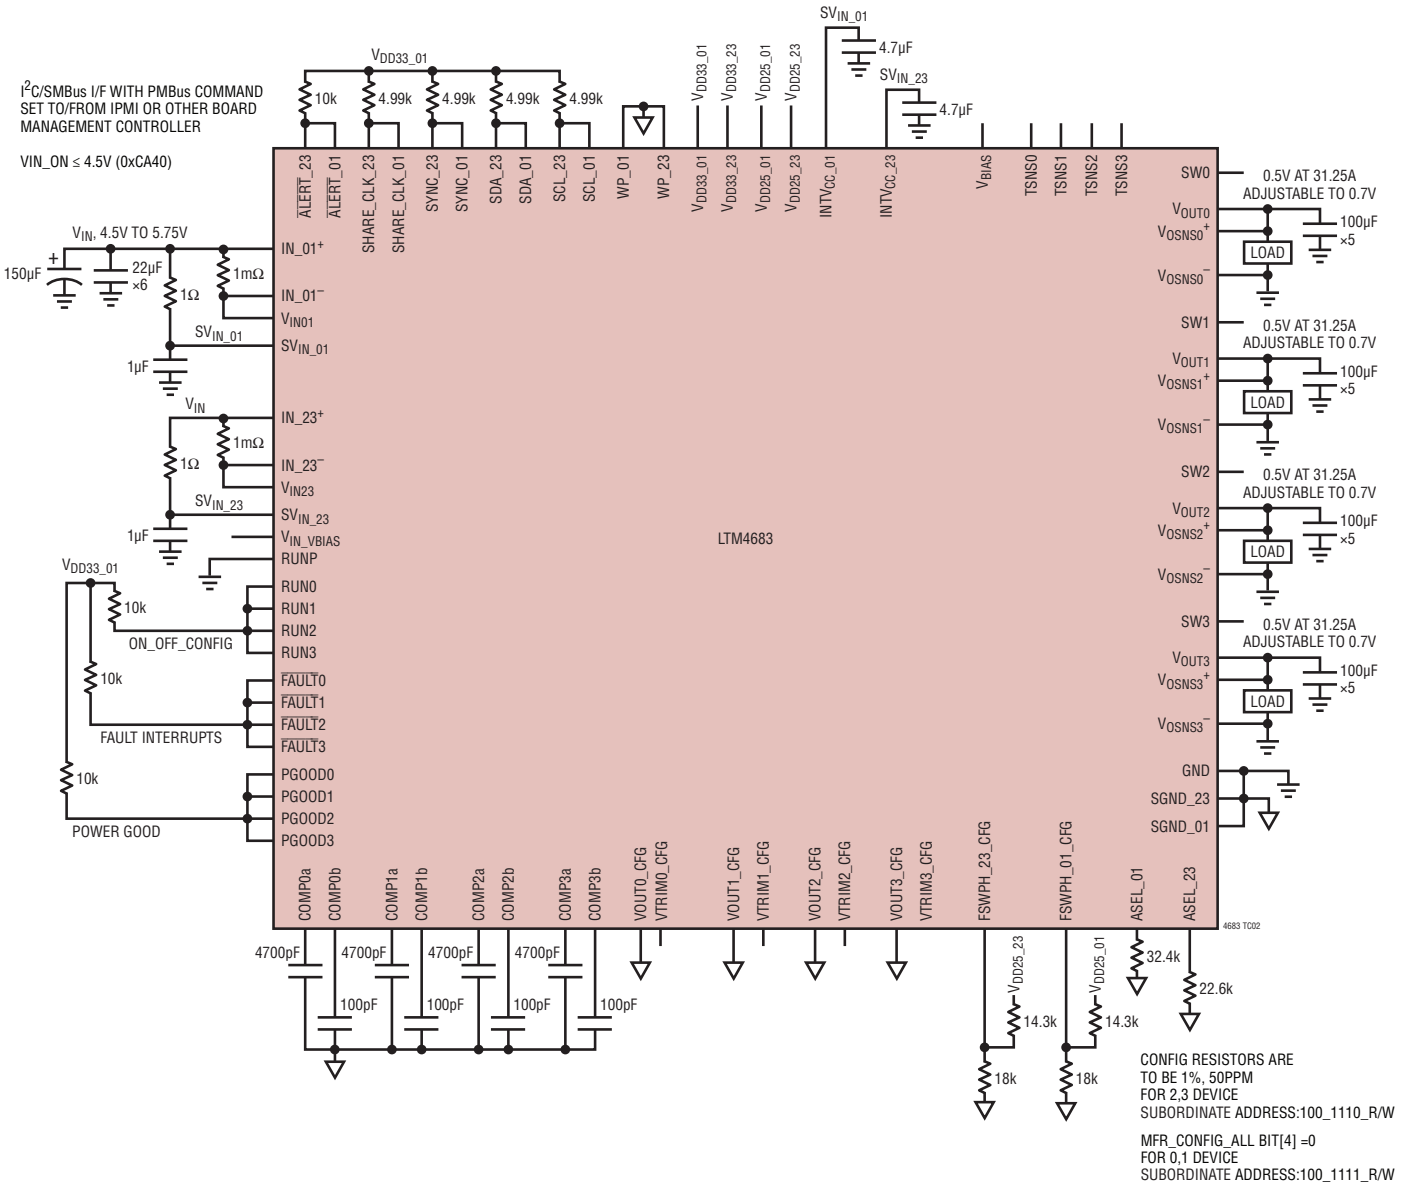 I2C/SMBus I/F WITH PMBus COMMAND
SET TO/FROM IPMI OR OTHER BOARD
MANAGEMENT CONTROLLER
VIN_ON ≤ 4.5V (0xCA40)
VDD33_01
10k
4.99k
4.99k
4.99k
4.99k
VDD33_01
VDD33_23
VDD25_01
VDD25_23
SVIN_01
4.7µF
SVIN_23
4.7µF
ALERT_23
ALERT_01
SHARE_CLK_23
SHARE_CLK_01
SYNC_23
SYNC_01
SDA_23
SDA_01
SCL_23
SCL_01
WP_01
WP_23
VDD33_01
VDD33_23
VDD25_01
VDD25_23
INTVCC_01
INTVCC_23
VBIAS
TSNS0
TSNS1
TSNS2
TSNS3
VIN, 4.5V TO 5.75V
150µF
+
22µF
×6
1Ω
1mΩ
SVIN_01
1µF
VIN
1Ω
1mΩ
SVIN_23
1µF
VDD33_01
10k
ON_OFF_CONFIG
10k
FAULT INTERRUPTS
10k
POWER GOOD
IN_01+
IN_01–
VIN01
SVIN_01
IN_23+
IN_23–
VIN23
SVIN_23
VIN_VBIAS
RUNP
RUN0
RUN1
RUN2
RUN3
FAULT0
FAULT1
FAULT2
FAULT3
PGOOD0
PGOOD1
PGOOD2
PGOOD3
LTM4683
SW0
VOUT0
VOSNS0+
VOSNS0–
0.5V AT 31.25A
ADJUSTABLE TO 0.7V
100µF
×5
LOAD
SW1
VOUT1
VOSNS1+
VOSNS1–
0.5V AT 31.25A
ADJUSTABLE TO 0.7V
100µF
×5
LOAD
SW2
VOUT2
VOSNS2+
VOSNS2–
0.5V AT 31.25A
ADJUSTABLE TO 0.7V
100µF
×5
LOAD
SW3
VOUT3
VOSNS3+
VOSNS3–
0.5V AT 31.25A
ADJUSTABLE TO 0.7V
100µF
×5
LOAD
GND
SGND_23
SGND_01
COMP0a
COMP0b
COMP1a
COMP1b
COMP2a
COMP2b
COMP3a
COMP3b
VOUT0_CFG
VTRIM0_CFG
VOUT1_CFG
VTRIM1_CFG
VOUT2_CFG
VTRIM2_CFG
VOUT3_CFG
VTRIM3_CFG
FSWPH_23_CFG
FSWPH_01_CFG
ASEL_01
ASEL_23
4683 TC02
4700pF
4700pF
4700pF
4700pF
100pF
100pF
100pF
100pF
VDD25_23
14.3k
18k
VDD25_01
14.3k
18k
32.4k
22.6k
CONFIG RESISTORS ARE
TO BE 1%, 50PPM
FOR 2,3 DEVICE
SUBORDINATE ADDRESS:100_1110_R/W
MFR_CONFIG_ALL BIT[4] =0
FOR 0,1 DEVICE
SUBORDINATE ADDRESS:100_1111_R/W